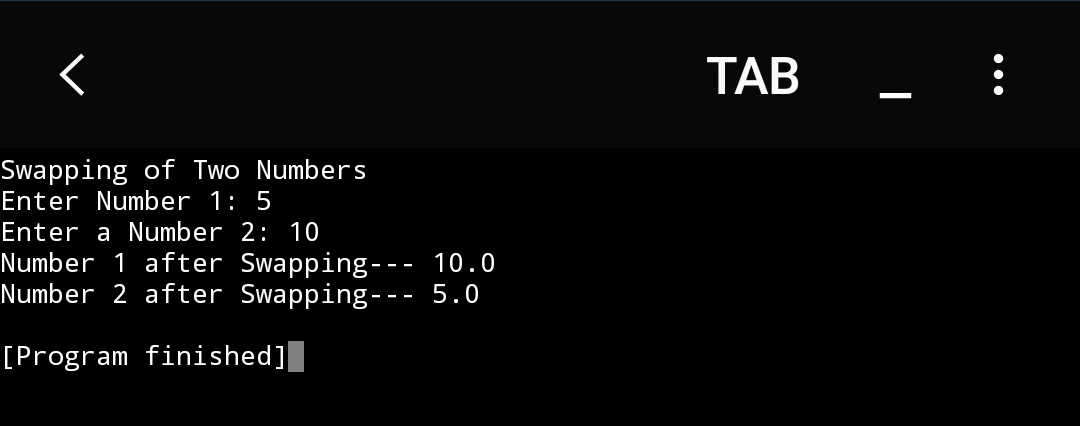 TAB _
Swapping of Two Numbers
Enter Number 1: 5
Enter a Number 2: 10
Number 1 after Swapping--- 10.0
Number 2 after Swapping--- 5.0
[Program finished]